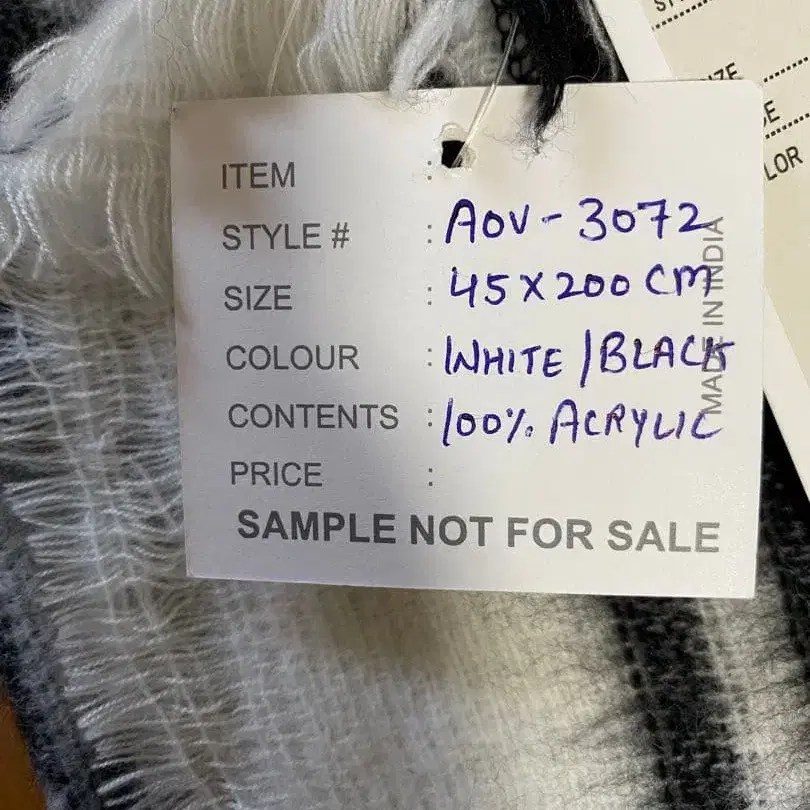 ITEM :
STYLE # : AOV - 3072
SIZE : 45 X 200 CM
COLOUR : WHITE / BLACK
CONTENTS : 100% ACRYLIC
PRICE :
SAMPLE NOT FOR SALE
MADE IN INDIA